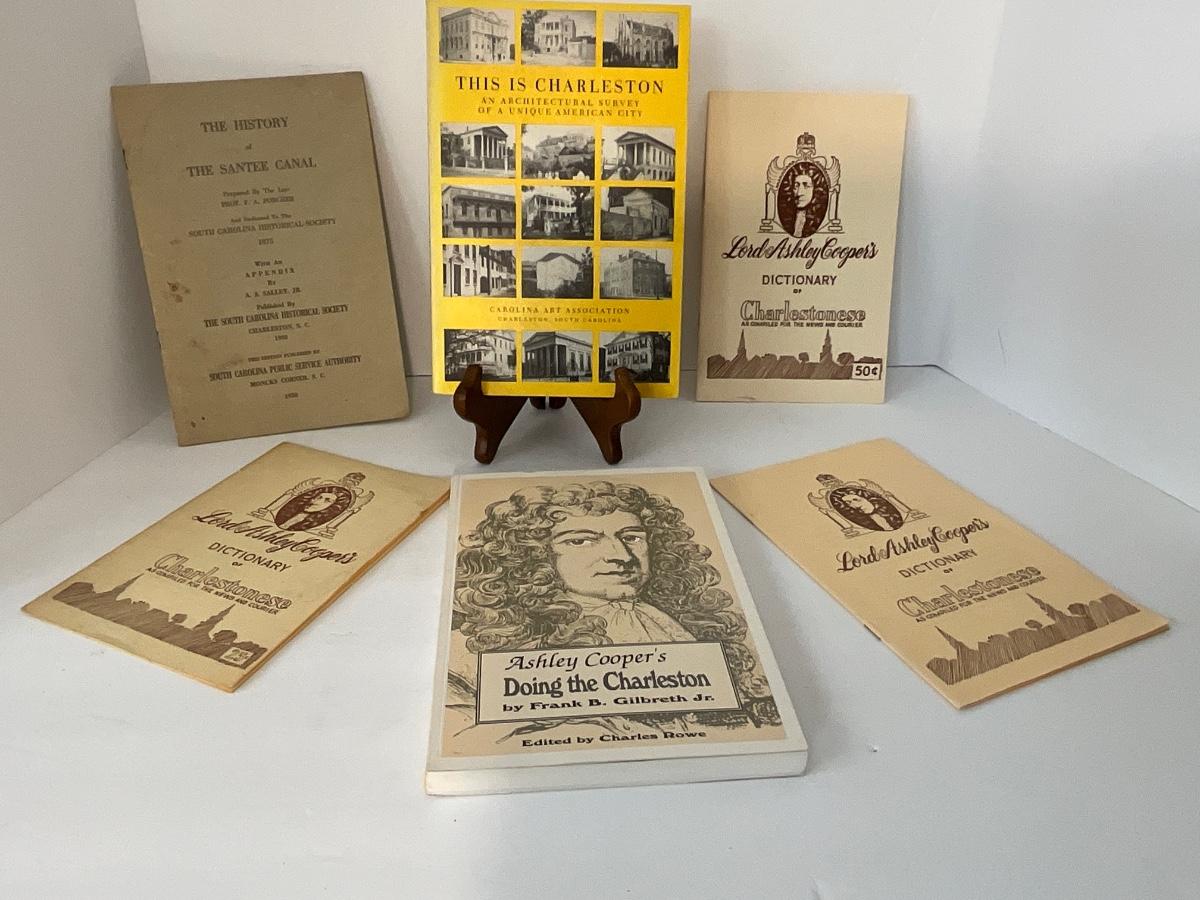 THE HISTORY
of
THE SANTEE CANAL
Prepared By The Late
PROF. F. A. PORCHER
And Dedicated To The
SOUTH CAROLINA HISTORICAL SOCIETY
1875
With An
APPENDIX
By
A. S. SALLEY, JR.
Published By
THE SOUTH CAROLINA HISTORICAL SOCIETY
CHARLESTON, S. C.
THIS EDITION PUBLISHED BY
SOUTH CAROLINA PUBLIC SERVICE AUTHORITY
MONCKS CORNER, S. C.
1950
THIS IS CHARLESTON
AN ARCHITECTURAL SURVEY
OF A UNIQUE AMERICAN CITY
CAROLINA ART ASSOCIATION
CHARLESTON, SOUTH CAROLINA
Lord Ashley Cooper's
DICTIONARY
OF
Charlestonese
AS COMPILED FOR THE NEWS AND COURIER
50¢
Lord Ashley Cooper's
DICTIONARY
OF
Charlestonese
AS COMPILED FOR THE NEWS AND COURIER
Ashley Cooper's
Doing the Charleston
by Frank B. Gilbreth Jr.
Edited by Charles Rowe
Lord Ashley Cooper's
DICTIONARY
OF
Charlestonese
AS COMPILED FOR THE NEWS AND COURIER